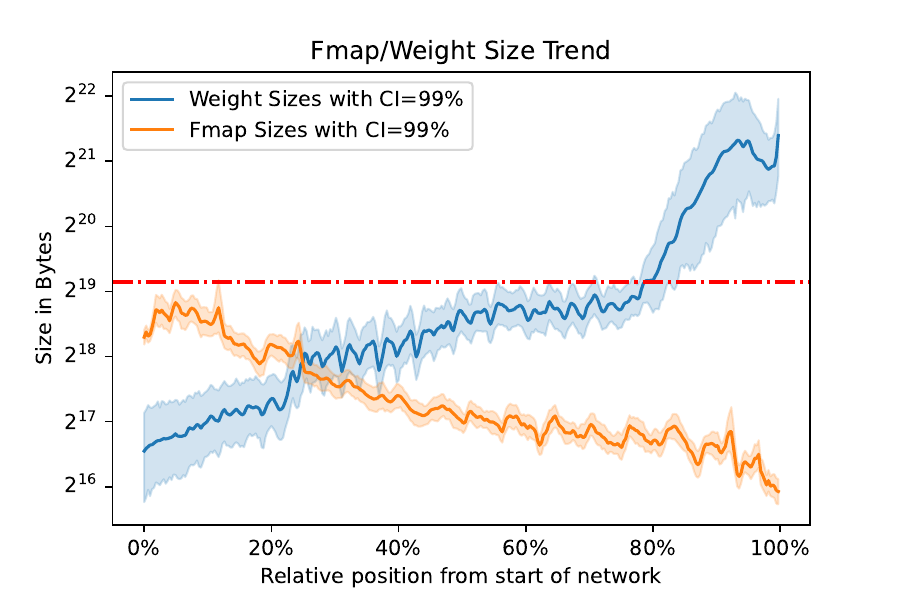 Fmap/Weight Size Trend
Weight Sizes with CI=99%
Fmap Sizes with CI=99%
2^22
2^21
2^20
2^19
2^18
2^17
2^16
Size in Bytes
0% 20% 40% 60% 80% 100%
Relative position from start of network